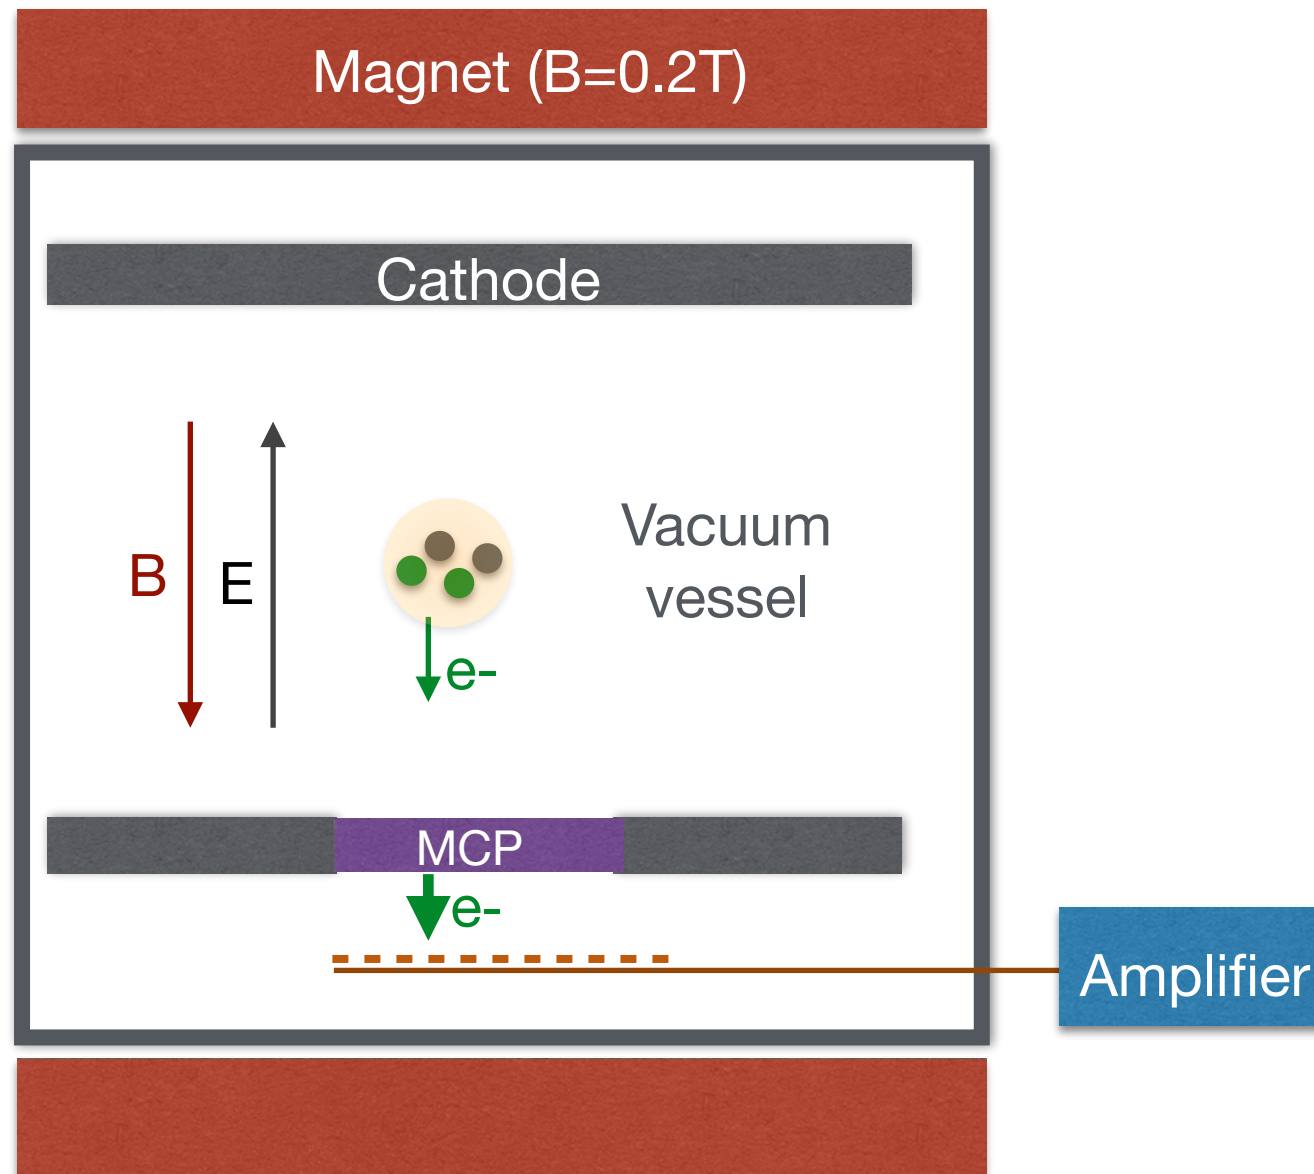 Magnet (B=0.2T)
Cathode
B
E
Vacuum
vessel
e-
MCP
e-
Amplifier